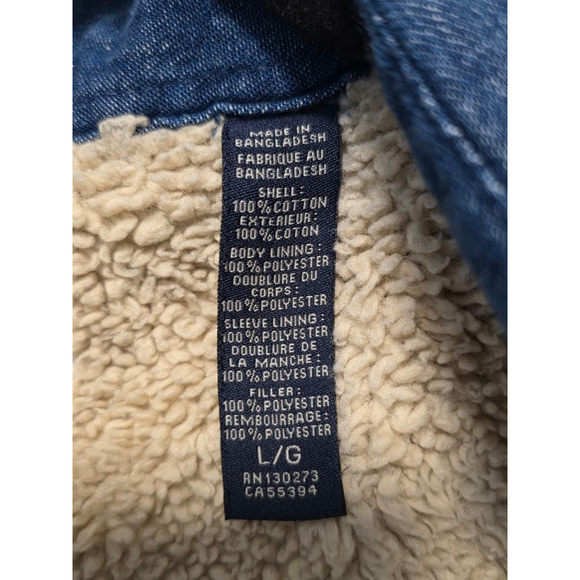 MADE IN
BANGLADESH
FABRIQUE AU
BANGLADESH
SHELL:
100% COTTON
EXTERIEUR:
100% COTON
BODY LINING:
100% POLYESTER
DOUBLURE DU
CORPS:
100% POLYESTER
SLEEVE LINING:
100% POLYESTER
DOUBLURE DE
LA MANCHE:
100% POLYESTER
FILLER:
100% POLYESTER
REMBOURRAGE:
100% POLYESTER
L/G
RN130273
CA55394